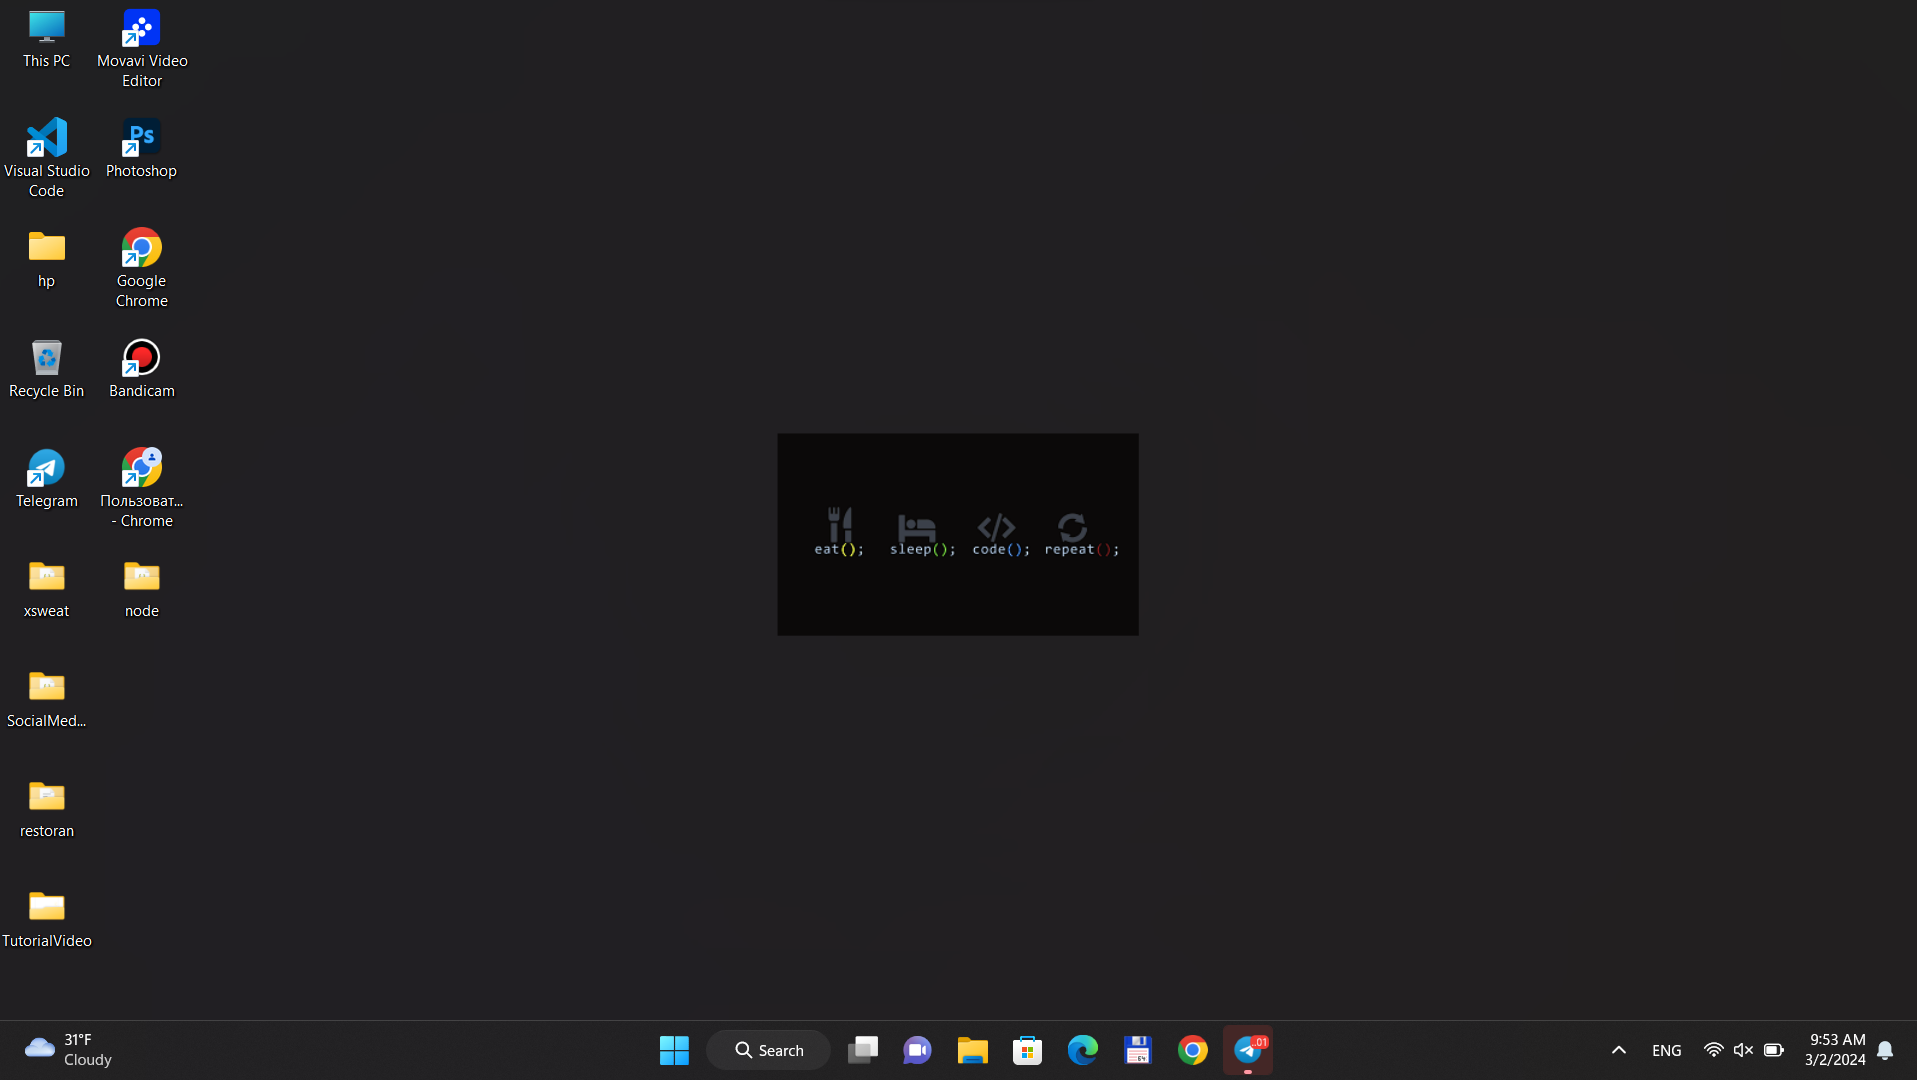 This PC
Movavi Video
Editor
Visual Studio
Code
Ps
Photoshop
hp
Google
Chrome
Recycle Bin
Bandicam
Telegram
Пользоват...
- Chrome
xsweat
node
SocialMed...
restoran
TutorialVideo
eat(); sleep(); code(); repeat();
31°F
Cloudy
Search
64
..01
ENG
9:53 AM
3/2/2024